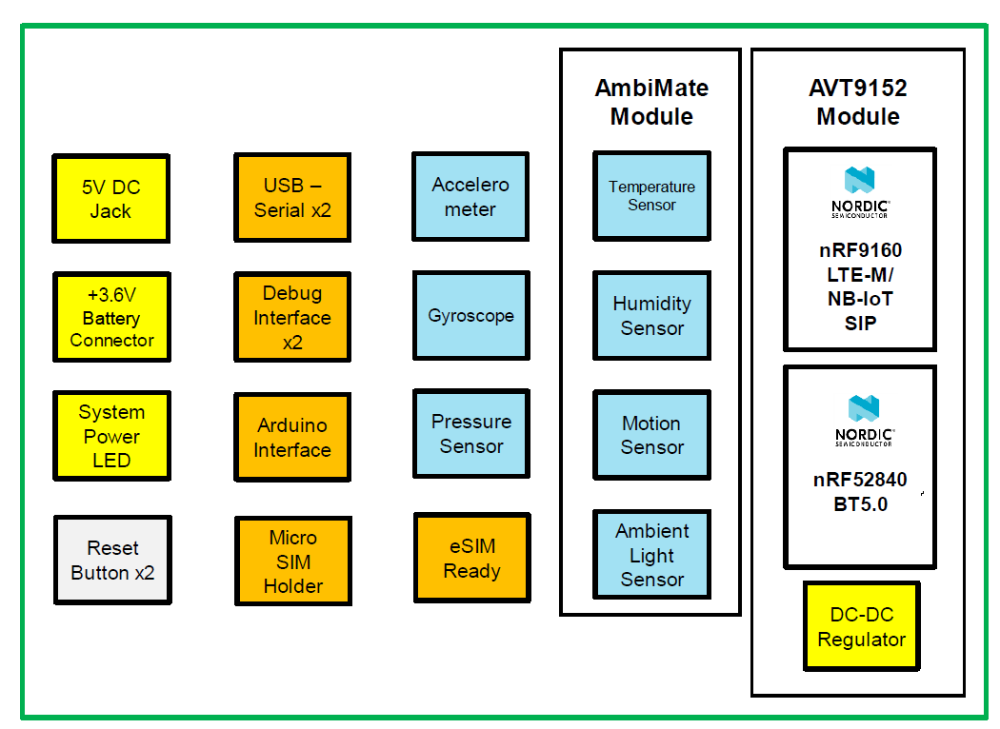 AmbiMate
Module
AVT9152
Module
5V DC
Jack
USB –
Serial x2
Accelero
meter
Temperature
Sensor
NORDIC
SEMICONDUCTOR
nRF9160
LTE-M/
NB-IoT
SIP
+3.6V
Battery
Connector
Debug
Interface
x2
Gyroscope
Humidity
Sensor
System
Power
LED
Arduino
Interface
Pressure
Sensor
Motion
Sensor
NORDIC
SEMICONDUCTOR
nRF52840
BT5.0
Reset
Button x2
Micro
SIM
Holder
eSIM
Ready
Ambient
Light
Sensor
DC-DC
Regulator